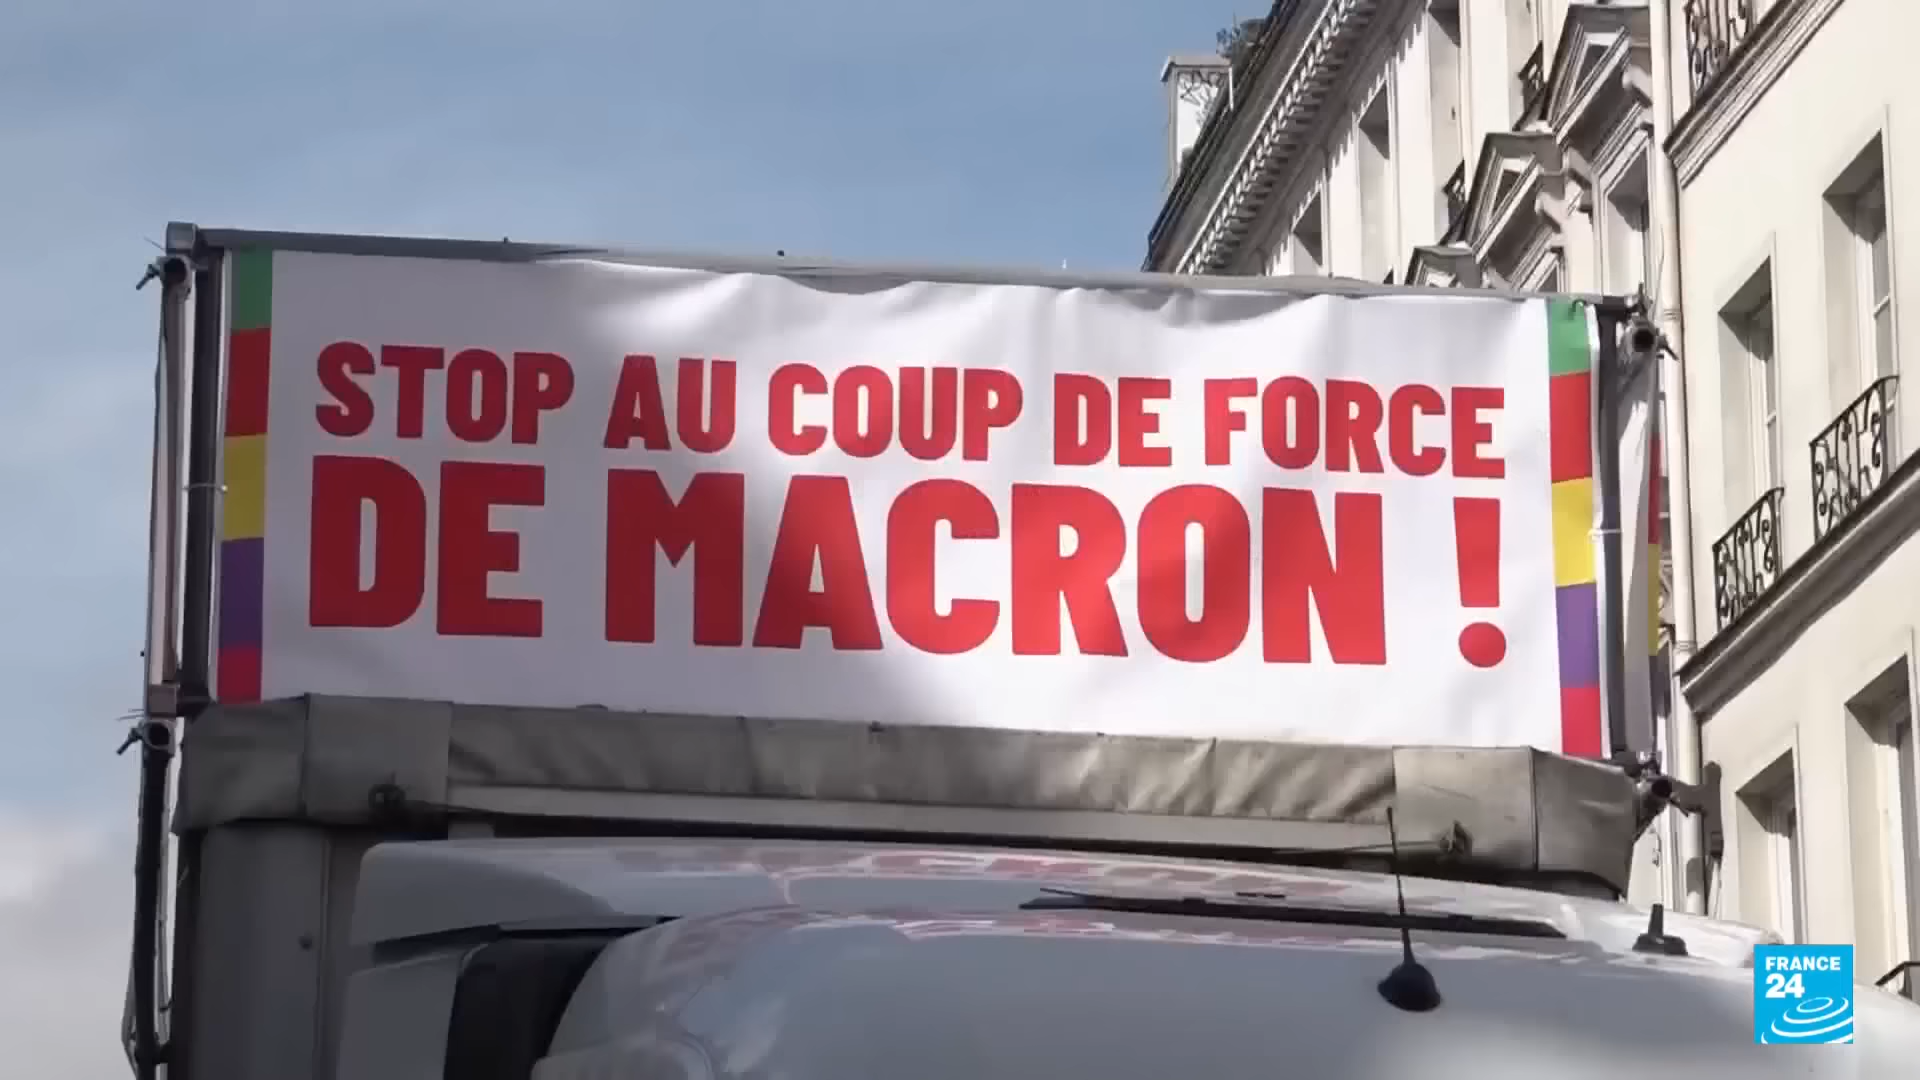 STOP AU COUP DE FORCE
DE MACRON !
FRANCE
24